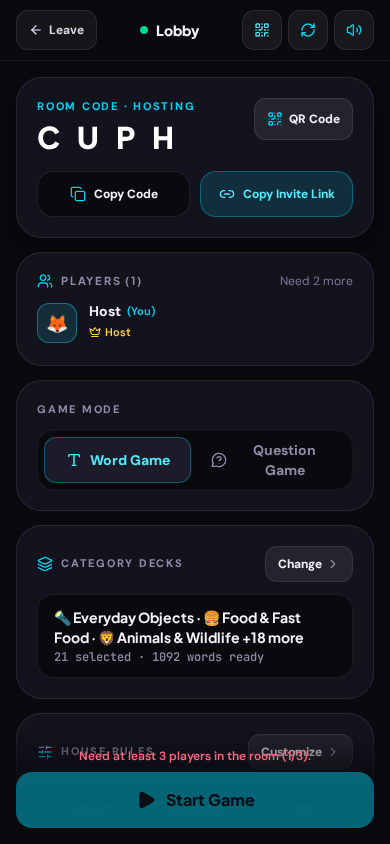 Leave
Lobby
ROOM CODE · HOSTING
CUPH
QR Code
Copy Code
Copy Invite Link
PLAYERS (1)
Need 2 more
Host (You)
Host
GAME MODE
Word Game
Question
Game
CATEGORY DECKS
Change
🔦 Everyday Objects · 🍔 Food & Fast
Food · 🦁 Animals & Wildlife +18 more
21 selected · 1092 words ready
HOUSE RULES
Customize
Need at least 3 players in the room (1/3).
Start Game